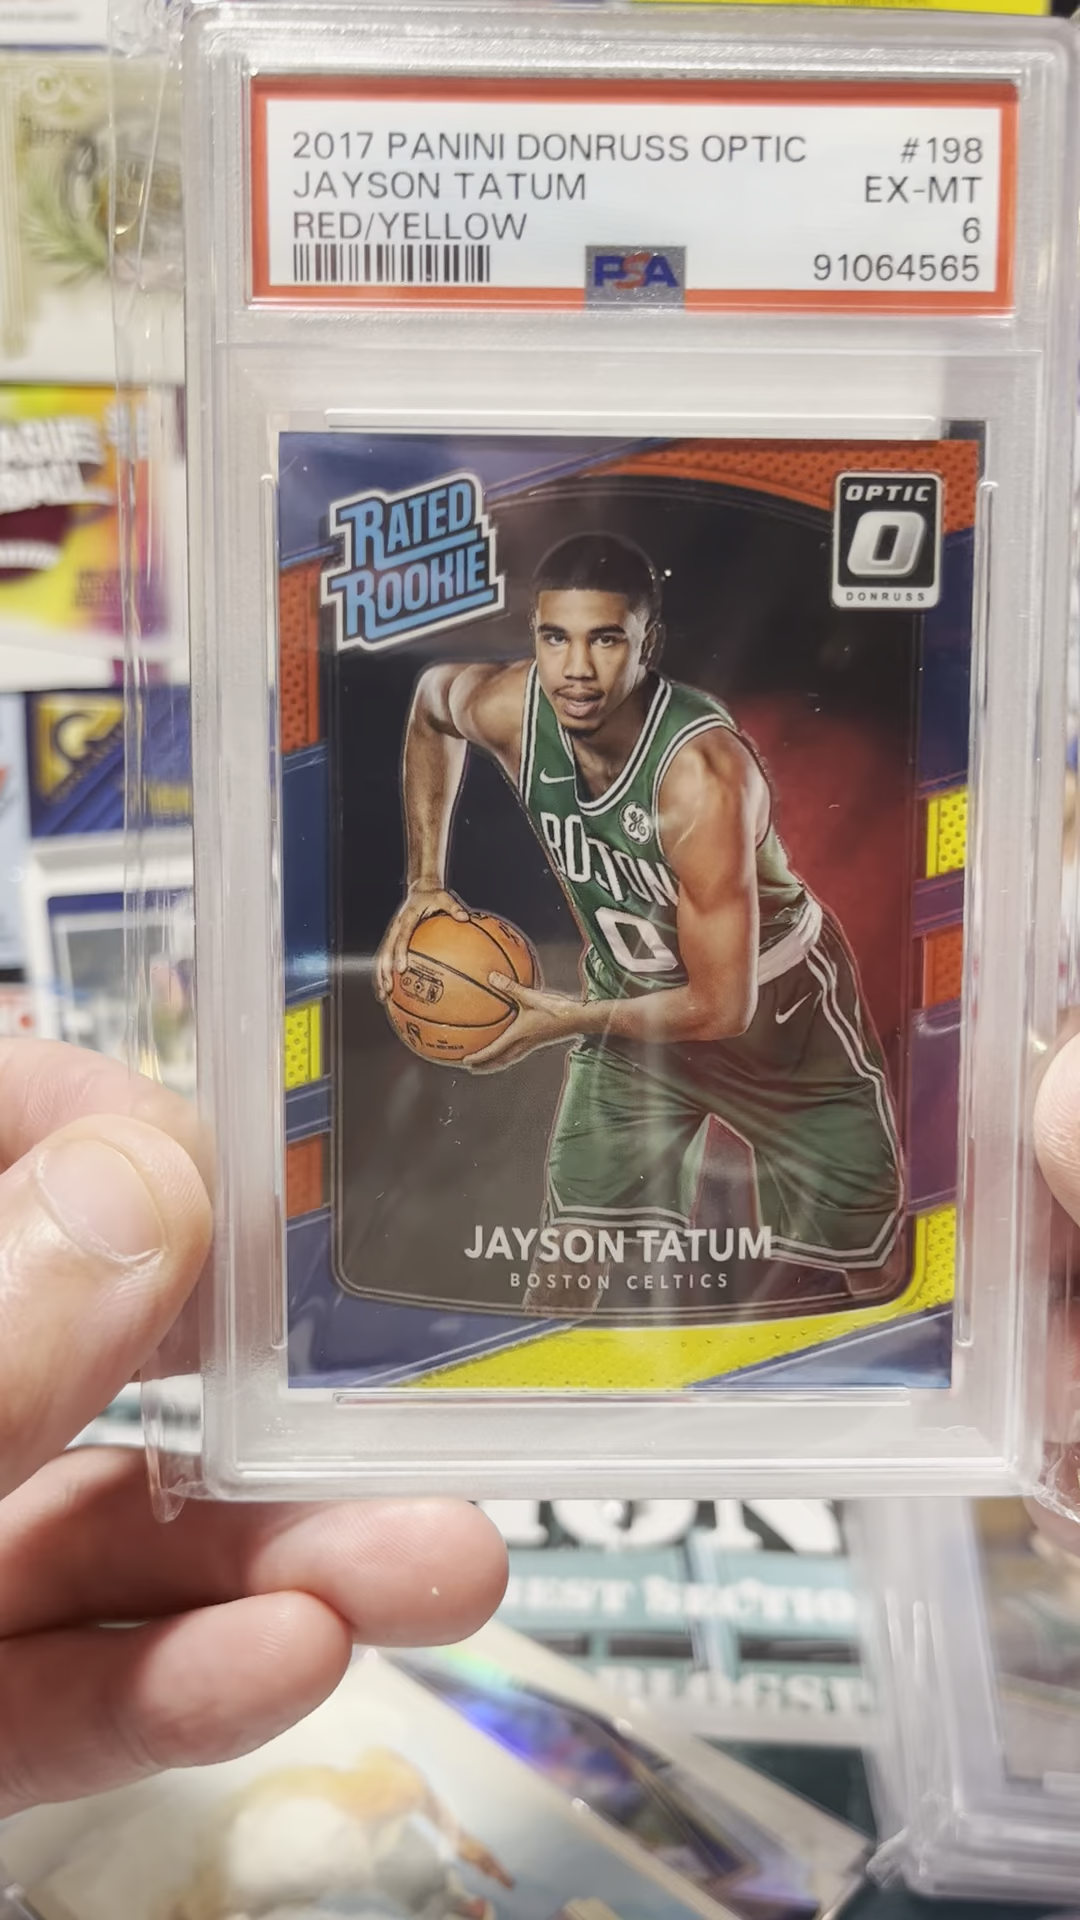 2017 PANINI DONRUSS OPTIC #198
JAYSON TATUM EX-MT
RED/YELLOW 6
PSA 91064565
RATED
ROOKIE
OPTIC
O
DONRUSS
BOSTON
0
JAYSON TATUM
BOSTON CELTICS